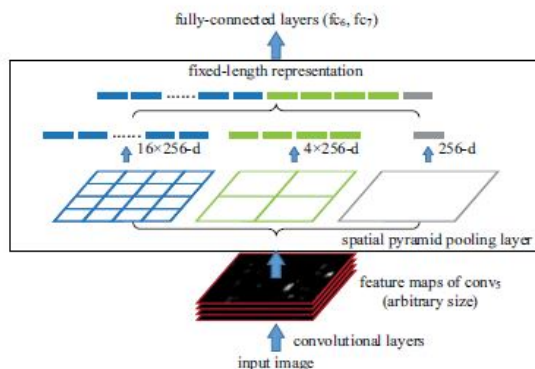 fully-connected layers (fc₆, fc₇)
fixed-length representation
......
......
16×256-d
4×256-d
256-d
spatial pyramid pooling layer
feature maps of conv₅
(arbitrary size)
convolutional layers
input image